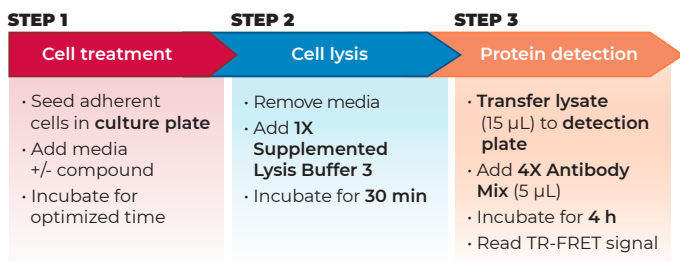 STEP 1
Cell treatment
· Seed adherent
cells in culture plate
· Add media
+/- compound
· Incubate for
optimized time
STEP 2
Cell lysis
· Remove media
· Add 1X
Supplemented
Lysis Buffer 3
· Incubate for 30 min
STEP 3
Protein detection
· Transfer lysate
(15 µL) to detection
plate
· Add 4X Antibody
Mix (5 µL)
· Incubate for 4 h
· Read TR-FRET signal